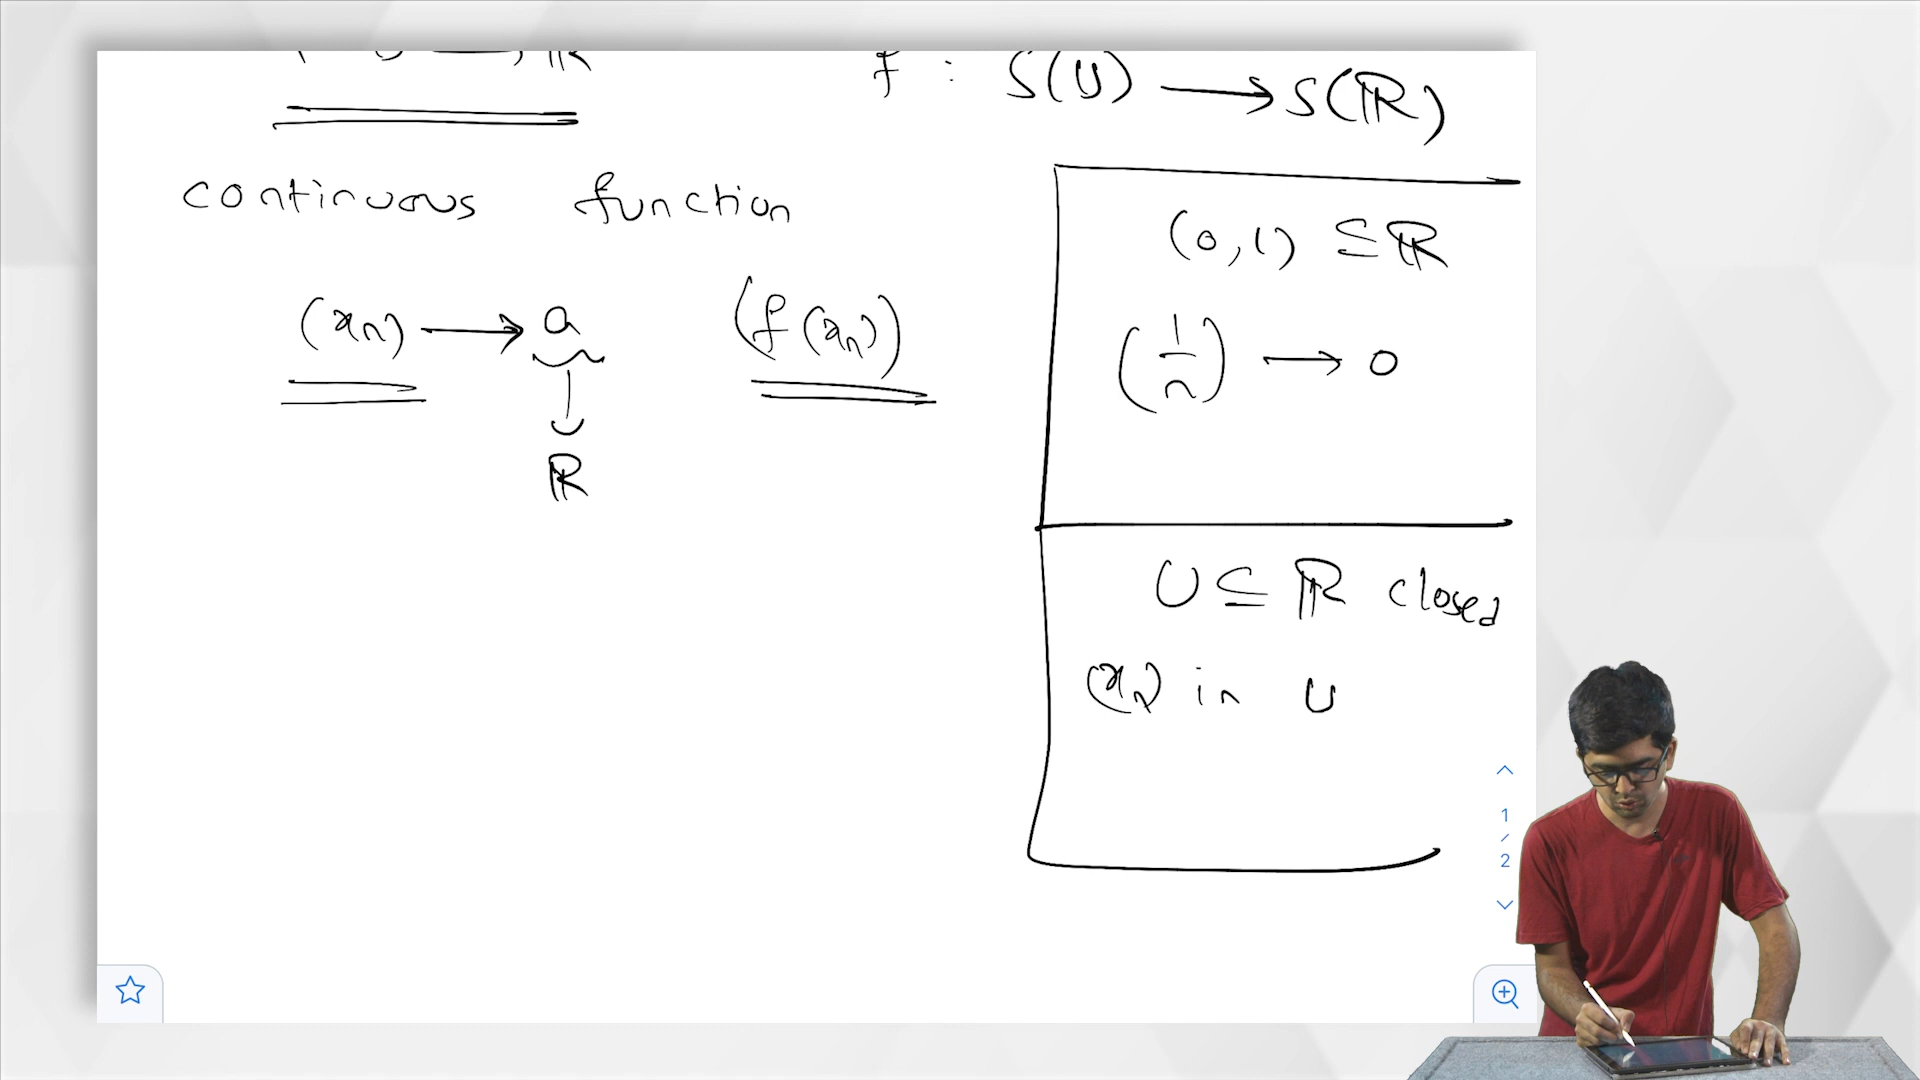 f : S(U) → S(ℝ)
continuous function
(xₙ) → a
ℝ
(f(xₙ))
(0,1) ⊆ ℝ
(1/n) → 0
U ⊆ ℝ closed
(xₙ) in U
1
/
2